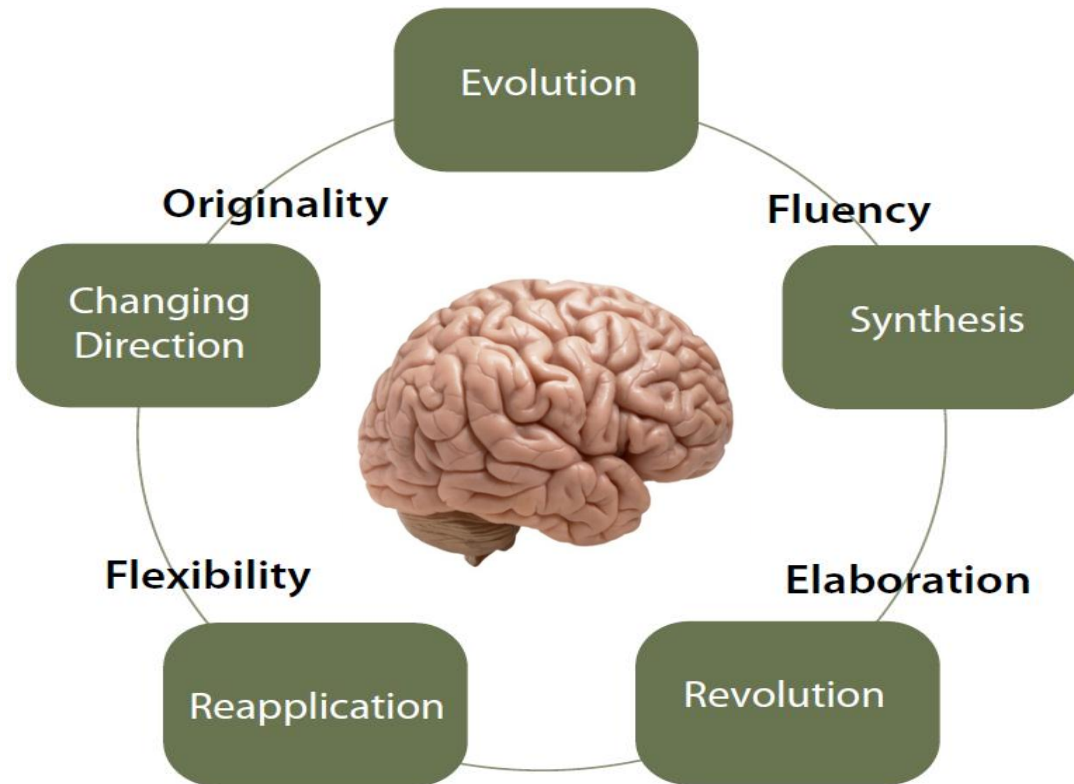 Evolution
Originality
Fluency
Changing
Direction
Synthesis
Flexibility
Elaboration
Reapplication
Revolution